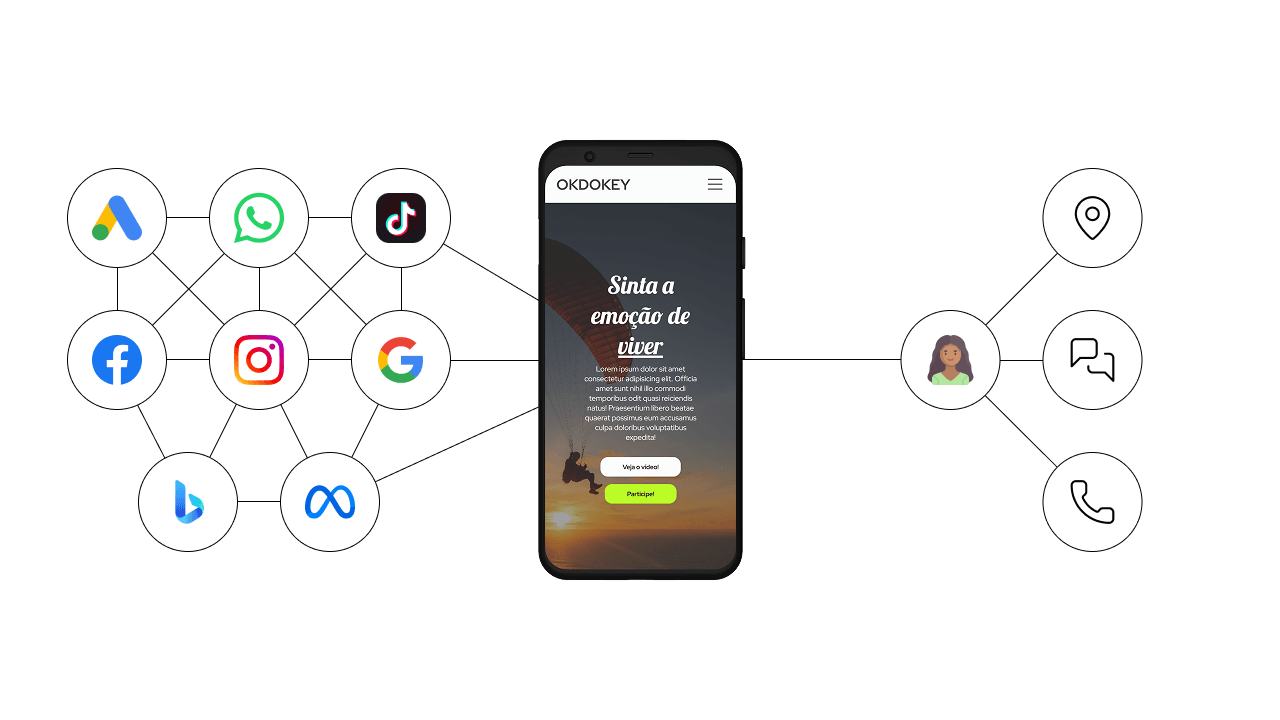 OKDOKEY
Sinta a
emoção de
viver
Lorem ipsum dolor sit amet
consectetur adipisicing elit. Officia
amet sunt nihil illo commodi
temporibus odit quasi reiciendis
natus! Praesentium libero beatae
quaerat possimus eum accusamus
culpa doloribus voluptatibus
expedita!
Veja o video!
Participe!